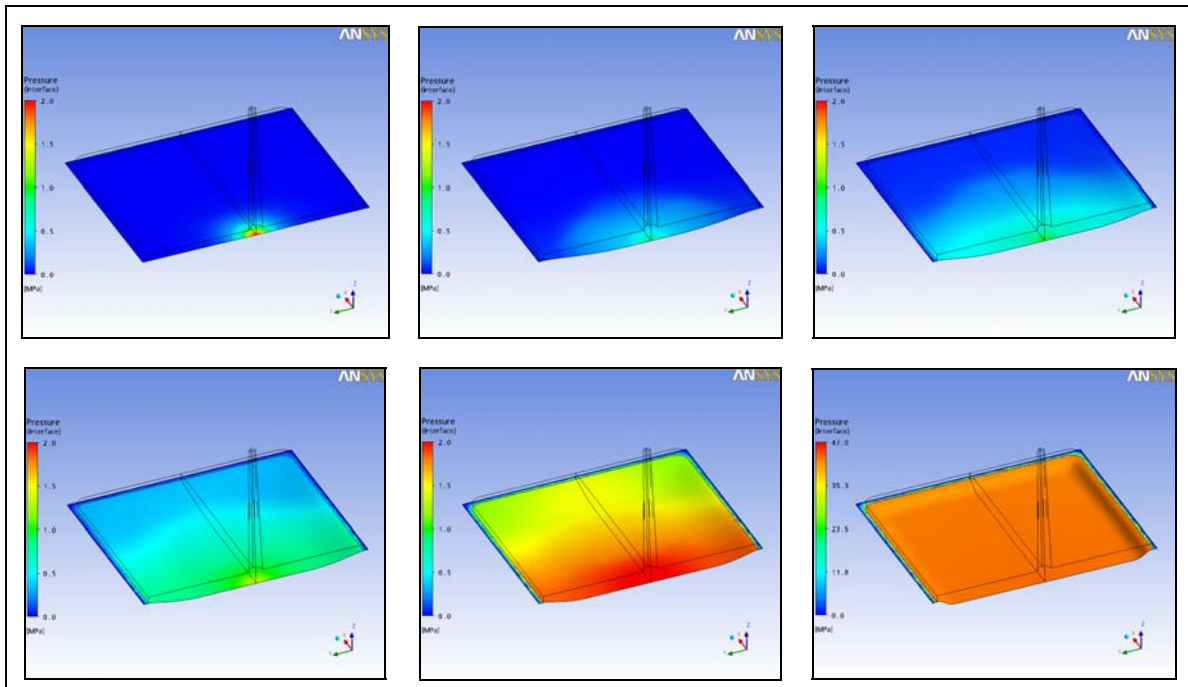 ANSYS
Pressure
(Interface)
2.0
1.5
1.0
0.5
0.0
[MPa]
Z
X
Y
ANSYS
Pressure
(Interface)
2.0
1.5
1.0
0.5
0.0
[MPa]
Z
X
Y
ANSYS
Pressure
(Interface)
2.0
1.5
1.0
0.5
0.0
[MPa]
Z
X
Y
ANSYS
Pressure
(Interface)
2.0
1.5
1.0
0.5
0.0
[MPa]
Z
X
Y
ANSYS
Pressure
(Interface)
2.0
1.5
1.0
0.5
0.0
[MPa]
Z
X
Y
ANSYS
Pressure
(Interface)
47.0
35.3
23.5
11.8
0.0
[MPa]
Z
X
Y